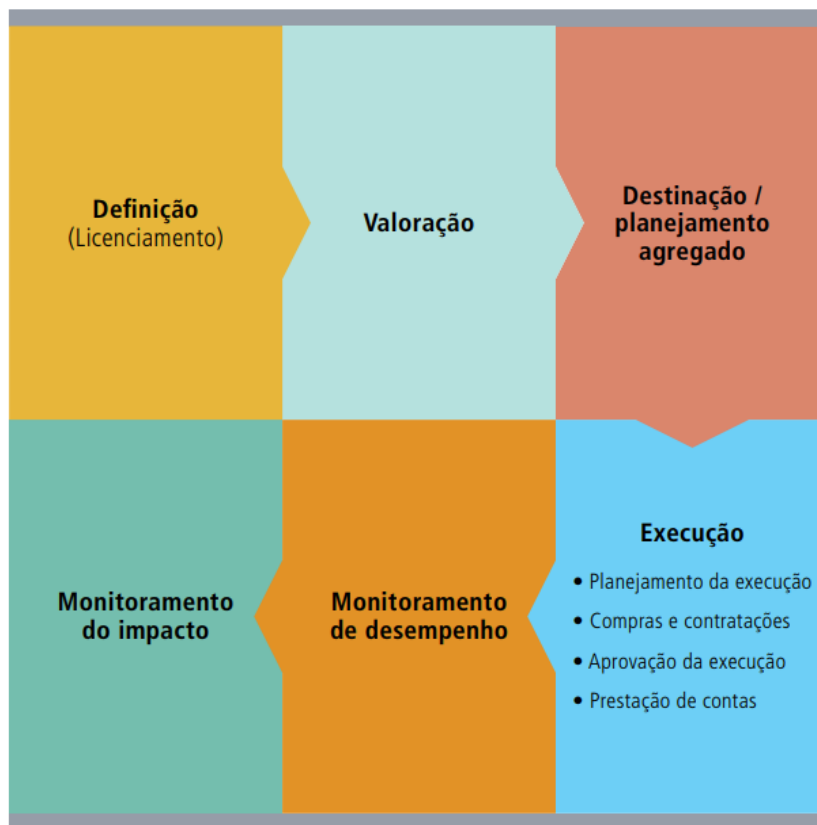 Definição
(Licenciamento)
Valoração
Destinação /
planejamento
agregado
Execução
• Planejamento da execução
• Compras e contratações
• Aprovação da execução
• Prestação de contas
Monitoramento
de desempenho
Monitoramento
do impacto